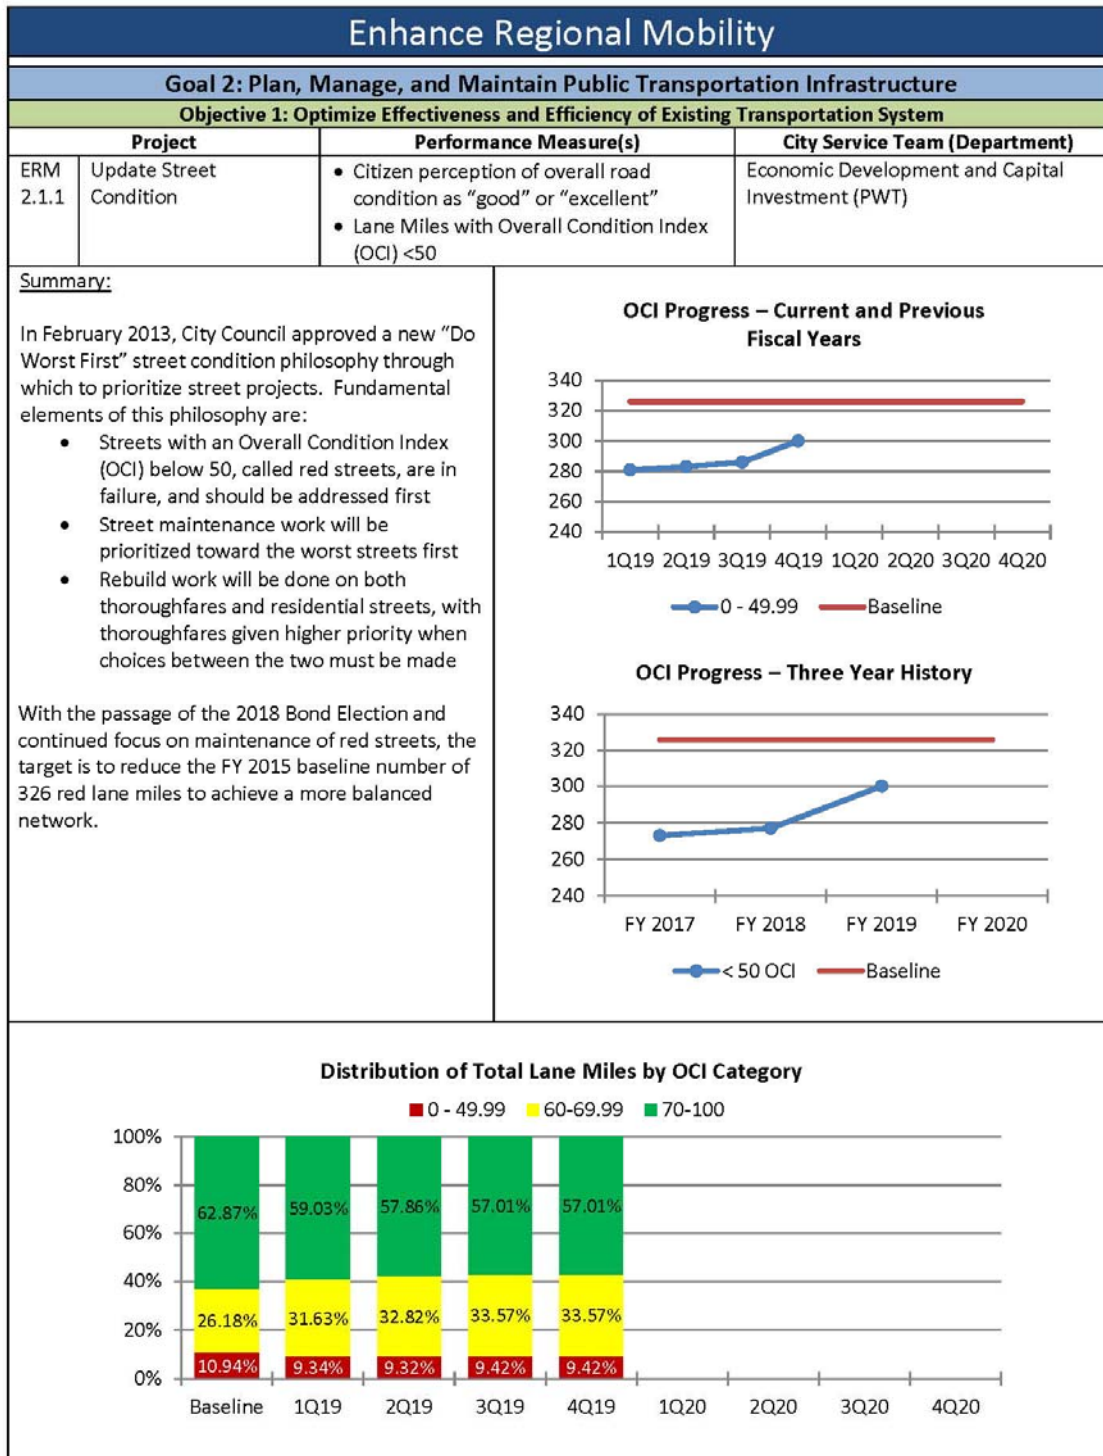 Enhance Regional Mobility
Goal 2: Plan, Manage, and Maintain Public Transportation Infrastructure
Objective 1: Optimize Effectiveness and Efficiency of Existing Transportation System
Project
Performance Measure(s)
City Service Team (Department)
ERM
2.1.1
Update Street
Condition
• Citizen perception of overall road
condition as “good” or “excellent”
• Lane Miles with Overall Condition Index
(OCI) <50
Economic Development and Capital
Investment (PWT)
Summary:
In February 2013, City Council approved a new “Do
Worst First” street condition philosophy through
which to prioritize street projects. Fundamental
elements of this philosophy are:
• Streets with an Overall Condition Index
(OCI) below 50, called red streets, are in
failure, and should be addressed first
• Street maintenance work will be
prioritized toward the worst streets first
• Rebuild work will be done on both
thoroughfares and residential streets, with
thoroughfares given higher priority when
choices between the two must be made
With the passage of the 2018 Bond Election and
continued focus on maintenance of red streets, the
target is to reduce the FY 2015 baseline number of
326 red lane miles to achieve a more balanced
network.
OCI Progress – Current and Previous
Fiscal Years
340
320
300
280
260
240
1Q19 2Q19 3Q19 4Q19 1Q20 2Q20 3Q20 4Q20
0 - 49.99 Baseline
OCI Progress – Three Year History
340
320
300
280
260
240
FY 2017 FY 2018 FY 2019 FY 2020
< 50 OCI Baseline
Distribution of Total Lane Miles by OCI Category
0 - 49.99 60-69.99 70-100
100%
80%
60%
40%
20%
0%
62.87% 59.03% 57.86% 57.01% 57.01%
26.18% 31.63% 32.82% 33.57% 33.57%
10.94% 9.34% 9.32% 9.42% 9.42%
Baseline 1Q19 2Q19 3Q19 4Q19 1Q20 2Q20 3Q20 4Q20